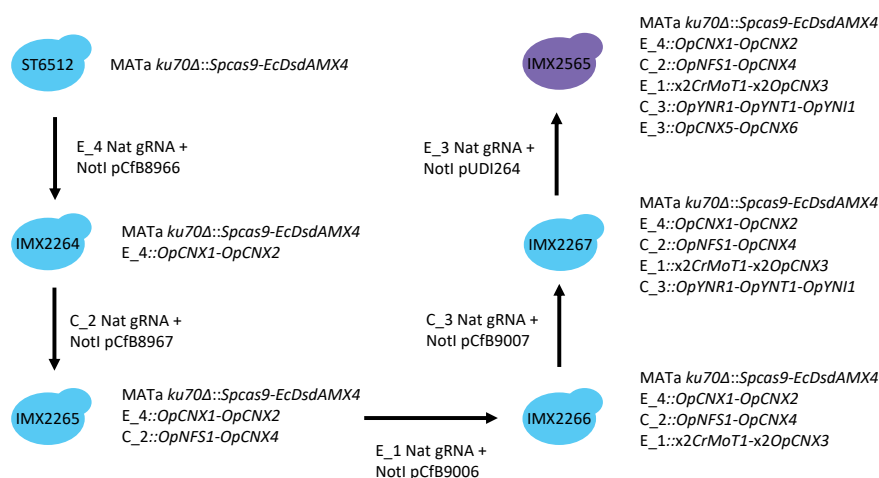 ST6512
MATa ku70Δ::Spcas9-EcDsdAMX4
E_4 Nat gRNA +
NotI pCfB8966
IMX2264
MATa ku70Δ::Spcas9-EcDsdAMX4
E_4::OpCNX1-OpCNX2
C_2 Nat gRNA +
NotI pCfB8967
IMX2265
MATa ku70Δ::Spcas9-EcDsdAMX4
E_4::OpCNX1-OpCNX2
C_2::OpNFS1-OpCNX4
E_1 Nat gRNA +
NotI pCfB9006
IMX2266
MATa ku70Δ::Spcas9-EcDsdAMX4
E_4::OpCNX1-OpCNX2
C_2::OpNFS1-OpCNX4
E_1::x2CrMoT1-x2OpCNX3
C_3 Nat gRNA +
NotI pCfB9007
IMX2267
MATa ku70Δ::Spcas9-EcDsdAMX4
E_4::OpCNX1-OpCNX2
C_2::OpNFS1-OpCNX4
E_1::x2CrMoT1-x2OpCNX3
C_3::OpYNR1-OpYNT1-OpYNI1
E_3 Nat gRNA +
NotI pUDI264
IMX2565
MATa ku70Δ::Spcas9-EcDsdAMX4
E_4::OpCNX1-OpCNX2
C_2::OpNFS1-OpCNX4
E_1::x2CrMoT1-x2OpCNX3
C_3::OpYNR1-OpYNT1-OpYNI1
E_3::OpCNX5-OpCNX6